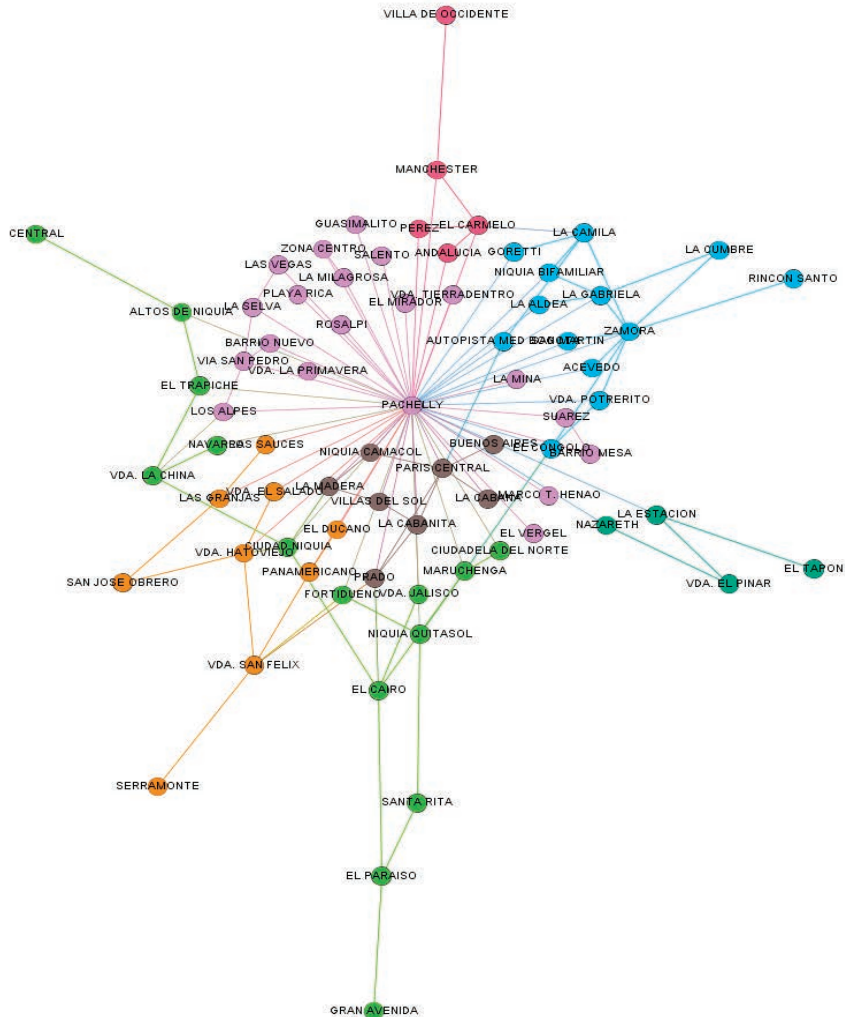 VILLA DE OCCIDENTE
MANCHESTER
GUASIMALITO
PEREZ
EL CARMELO
CENTRAL
LA CAMILA
ZONA CENTRO
SALENTO
ANDALUCIA
GORETTI
LA CUMBRE
LAS VEGAS
LA MILAGROSA
NIQUIA BIFAMILIAR
RINCON SANTO
PLAYA RICA
EL MIRADOR
VDA. TIERRADENTRO
LA GABRIELA
LA SELVA
LA ALDEA
ALTOS DE NIQUIA
ROSALPI
ZAMORA
BARRIO NUEVO
AUTOPISTA MED BOGOTA
SAN MARTIN
VIA SAN PEDRO
VDA. LA PRIMAVERA
ACEVEDO
LA MINA
EL TRAPICHE
PACHELLY
VDA. POTRERITO
LOS ALPES
SUAREZ
NAVARRA
LOS SAUCES
NIQUIA CAMACOL
BUENOS AIRES
EL CONGOLO
BARRIO MESA
VDA. LA CHINA
PARIS CENTRAL
LAS GRANJAS
VDA. EL SALADO
LA MADERA
VILLAS DEL SOL
LA CABANA
MARCO T. HENAO
LA ESTACION
EL DUCANO
LA CABANITA
EL VERGEL
NAZARETH
CIUDAD NIQUIA
CIUDADELA DEL NORTE
VDA. HATOVIEJO
PANAMERICANO
PRADO
MARUCHENGA
EL TAPON
SAN JOSE OBRERO
VDA. EL PINAR
FORTIDUENO
VDA. JALISCO
NIQUIA QUITASOL
VDA. SAN FELIX
EL CAIRO
SERRAMONTE
SANTA RITA
EL PARAISO
GRAN AVENIDA